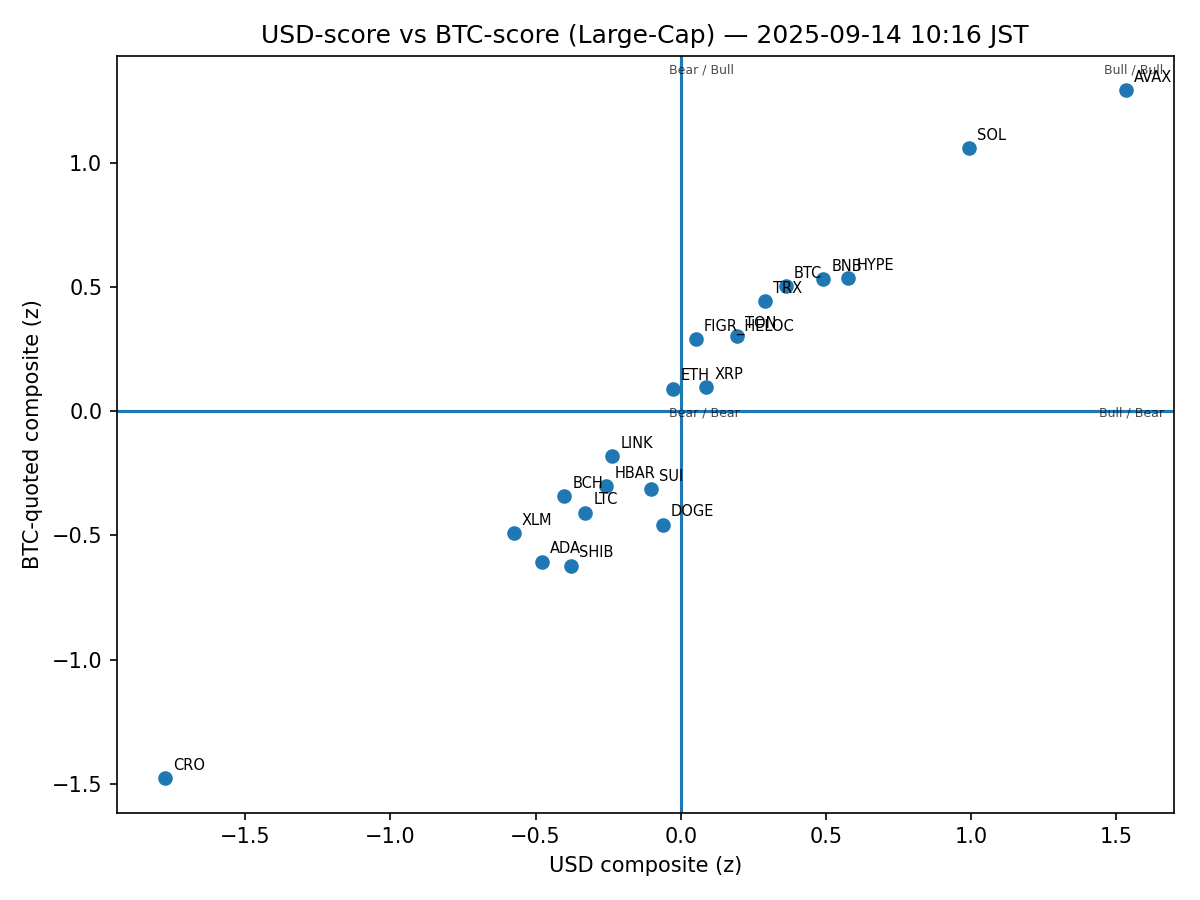 USD-score vs BTC-score (Large-Cap) — 2025-09-14 10:16 JST
Bear / Bull
Bull / Bull
AVAX
SOL
BTC
BNB
HYPE
TRX
TON
FIGR_HELOC
ETH
XRP
Bear / Bear
Bull / Bear
LINK
BCH
HBAR
SUI
LTC
XLM
DOGE
ADA
SHIB
CRO
1.0
0.5
0.0
−0.5
−1.0
−1.5
BTC-quoted composite (z)
−1.5
−1.0
−0.5
0.0
0.5
1.0
1.5
USD composite (z)